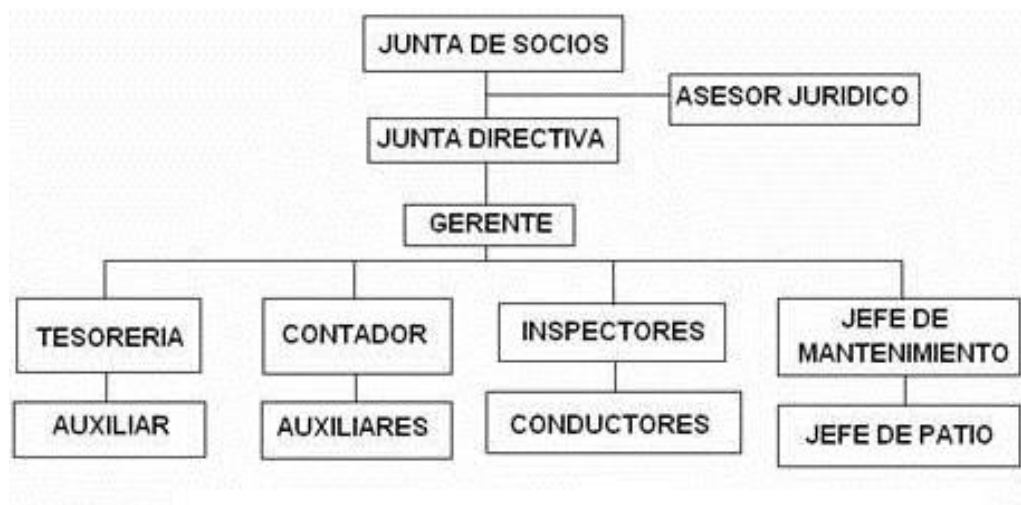 JUNTA DE SOCIOS
ASESOR JURIDICO
JUNTA DIRECTIVA
GERENTE
TESORERIA
CONTADOR
INSPECTORES
JEFE DE
MANTENIMIENTO
AUXILIAR
AUXILIARES
CONDUCTORES
JEFE DE PATIO